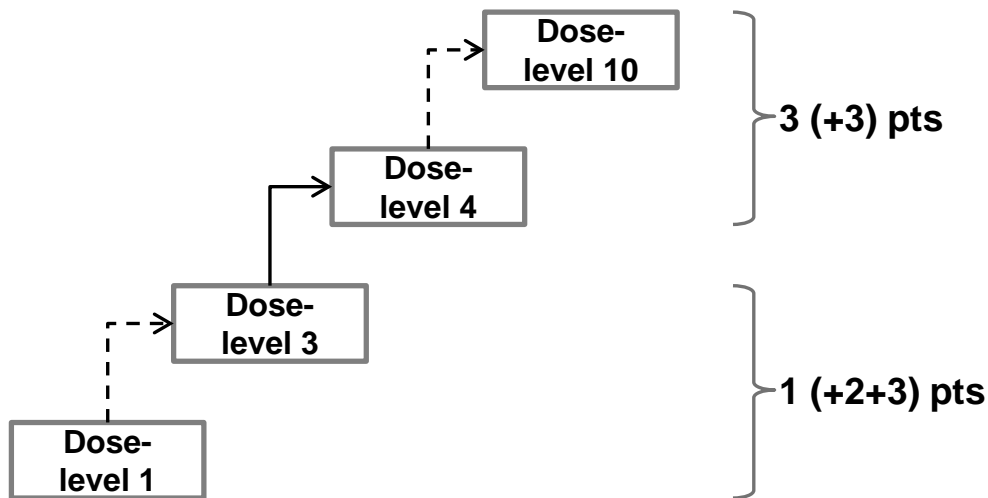 Dose-
level 10
3 (+3) pts
Dose-
level 4
Dose-
level 3
1 (+2+3) pts
Dose-
level 1